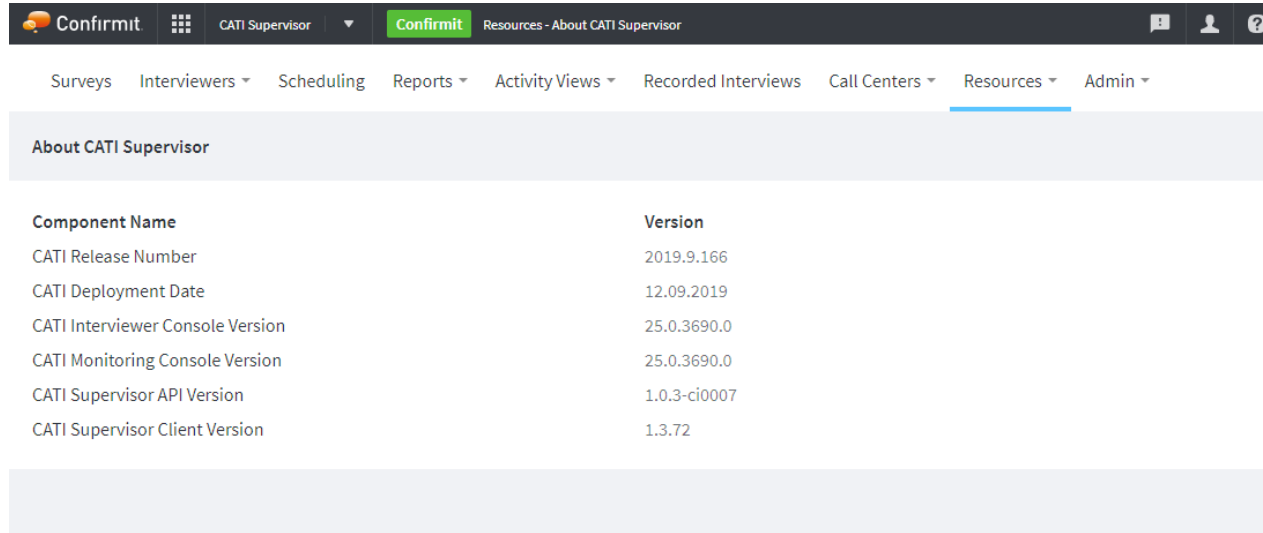 Confirmit. CATI Supervisor Confirmit Resources - About CATI Supervisor
Surveys Interviewers Scheduling Reports Activity Views Recorded Interviews Call Centers Resources Admin
About CATI Supervisor
Component Name Version
CATI Release Number 2019.9.166
CATI Deployment Date 12.09.2019
CATI Interviewer Console Version 25.0.3690.0
CATI Monitoring Console Version 25.0.3690.0
CATI Supervisor API Version 1.0.3-ci0007
CATI Supervisor Client Version 1.3.72